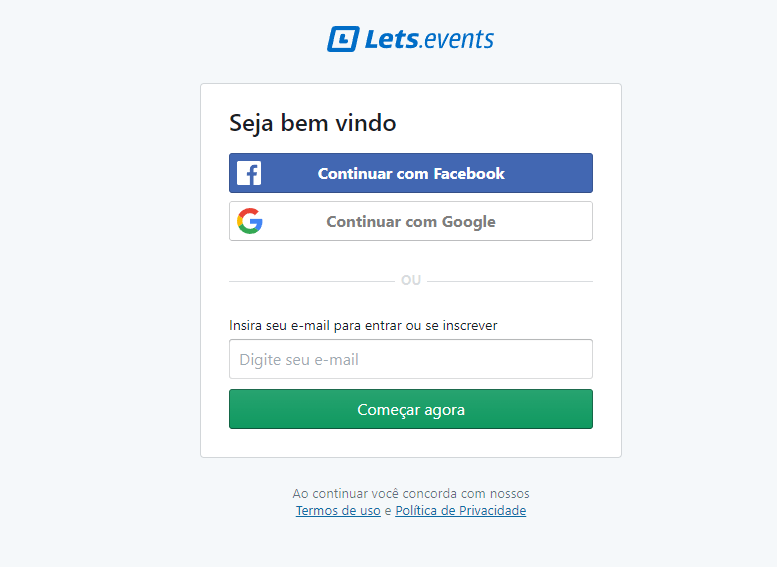 Lets.events
Seja bem vindo
Continuar com Facebook
Continuar com Google
OU
Insira seu e-mail para entrar ou se inscrever
Digite seu e-mail
Começar agora
Ao continuar você concorda com nossos
Termos de uso e Política de Privacidade